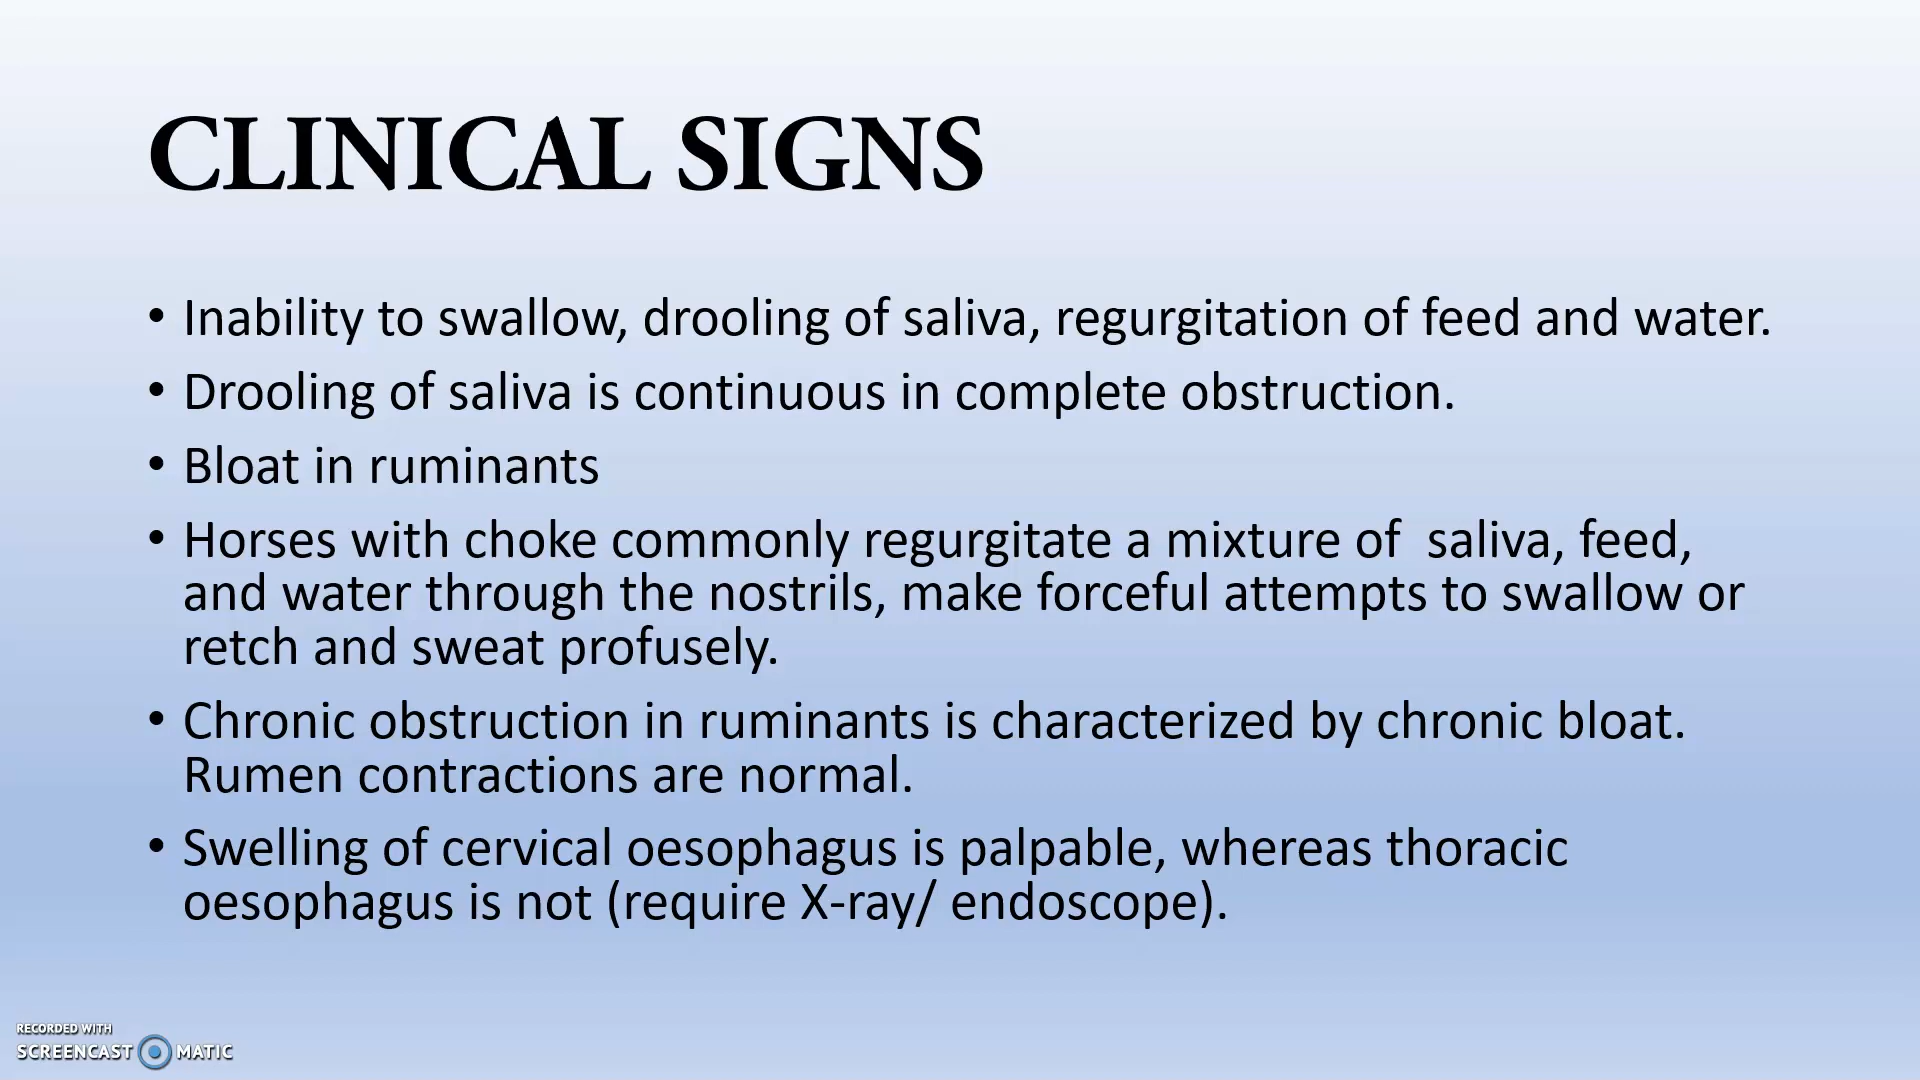 CLINICAL SIGNS
• Inability to swallow, drooling of saliva, regurgitation of feed and water.
• Drooling of saliva is continuous in complete obstruction.
• Bloat in ruminants
• Horses with choke commonly regurgitate a mixture of  saliva, feed,
and water through the nostrils, make forceful attempts to swallow or
retch and sweat profusely.
• Chronic obstruction in ruminants is characterized by chronic bloat.
Rumen contractions are normal.
• Swelling of cervical oesophagus is palpable, whereas thoracic
oesophagus is not (require X-ray/ endoscope).
RECORDED WITH
SCREENCAST MATIC